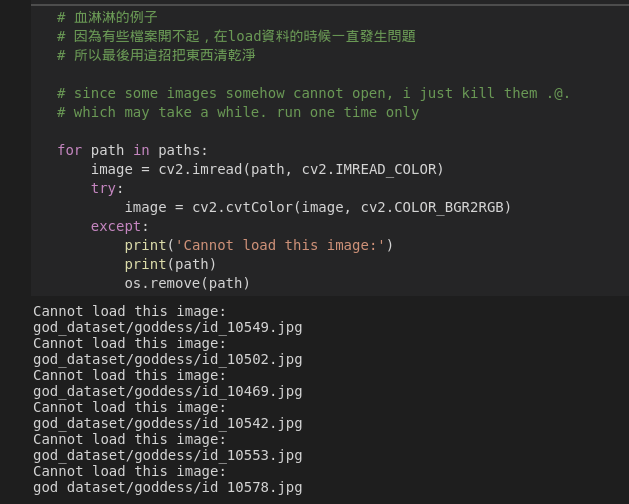 # 血淋淋的例子
# 因為有些檔案開不起，在load資料的時候一直發生問題
# 所以最後用這招把東西清乾淨
# since some images somehow cannot open, i just kill them .@.
# which may take a while. run one time only
for path in paths:
image = cv2.imread(path, cv2.IMREAD_COLOR)
try:
image = cv2.cvtColor(image, cv2.COLOR_BGR2RGB)
except:
print('Cannot load this image:')
print(path)
os.remove(path)
Cannot load this image:
god_dataset/goddess/id_10549.jpg
Cannot load this image:
god_dataset/goddess/id_10502.jpg
Cannot load this image:
god_dataset/goddess/id_10469.jpg
Cannot load this image:
god_dataset/goddess/id_10542.jpg
Cannot load this image:
god_dataset/goddess/id_10553.jpg
Cannot load this image:
god_dataset/goddess/id_10578.jpg